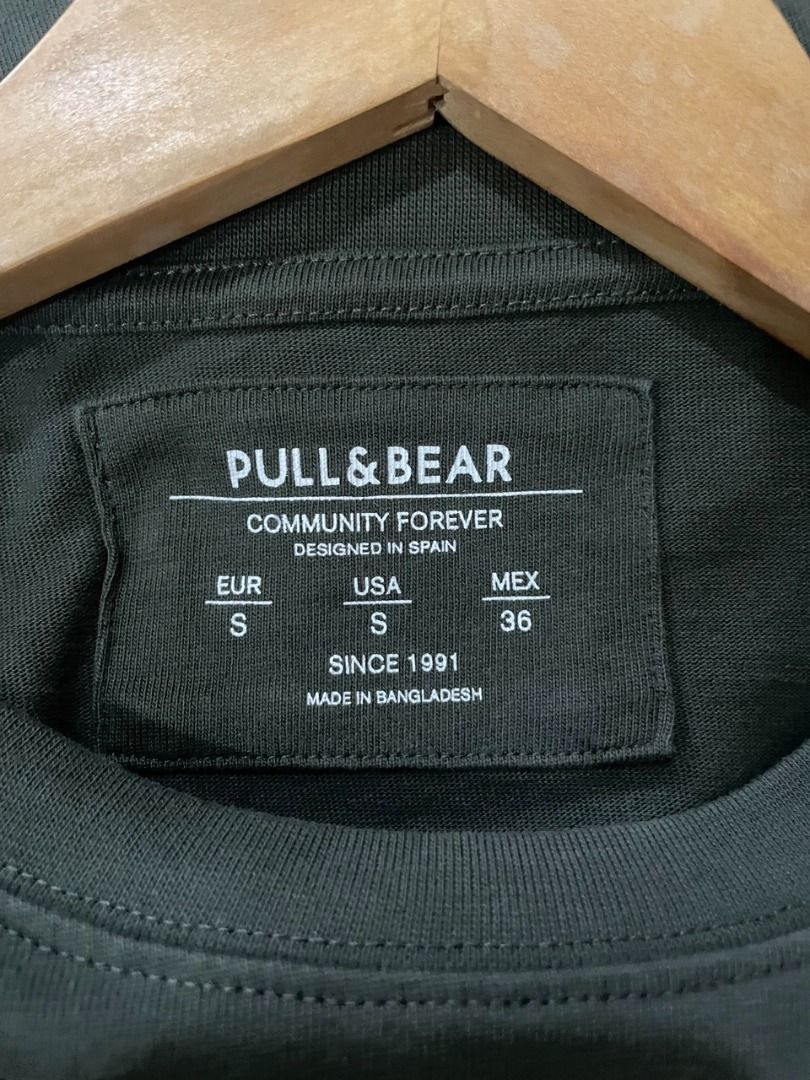 PULL&BEAR
COMMUNITY FOREVER
DESIGNED IN SPAIN
EUR USA MEX
S S 36
SINCE 1991
MADE IN BANGLADESH